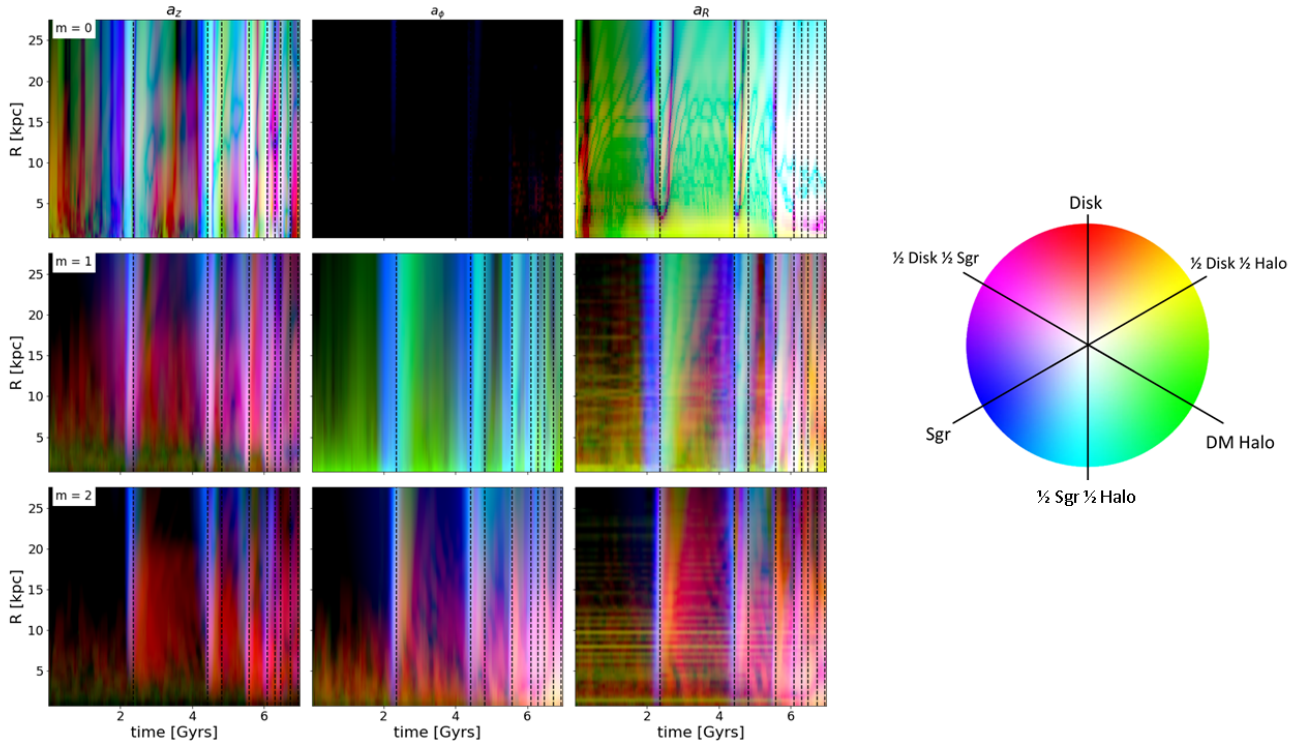 a_z a_ϕ a_R
m = 0
25
20
15
10
5
R [kpc]
m = 1
25
20
15
10
5
R [kpc]
m = 2
25
20
15
10
5
R [kpc]
2 4 6 2 4 6 2 4 6
time [Gyrs] time [Gyrs] time [Gyrs]
Disk
½ Disk ½ Sgr ½ Disk ½ Halo
Sgr DM Halo
½ Sgr ½ Halo